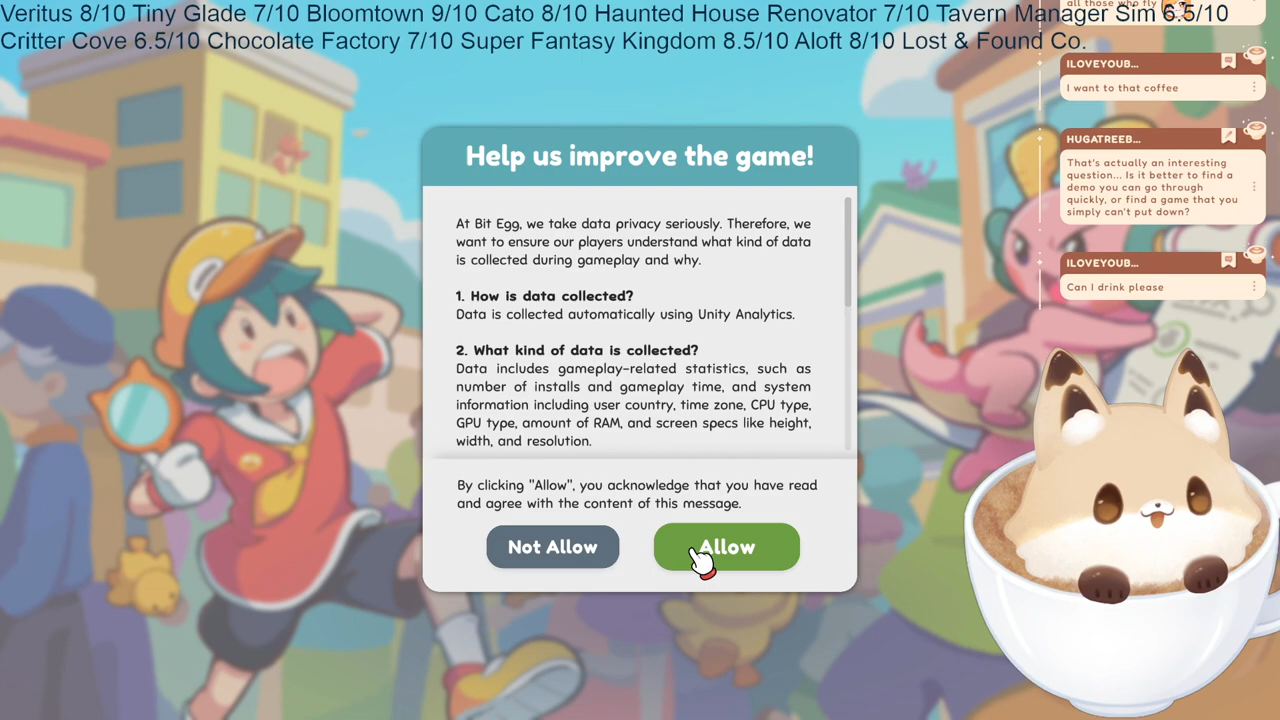 Veritus 8/10 Tiny Glade 7/10 Bloomtown 9/10 Cato 8/10 Haunted House Renovator 7/10 Tavern Manager Sim 6.5/10
Critter Cove 6.5/10 Chocolate Factory 7/10 Super Fantasy Kingdom 8.5/10 Aloft 8/10 Lost & Found Co.
Help us improve the game!
At Bit Egg, we take data privacy seriously. Therefore, we
want to ensure our players understand what kind of data
is collected during gameplay and why.
1. How is data collected?
Data is collected automatically using Unity Analytics.
2. What kind of data is collected?
Data includes gameplay-related statistics, such as
number of installs and gameplay time, and system
information including user country, time zone, CPU type,
GPU type, amount of RAM, and screen specs like height,
width, and resolution.
By clicking "Allow", you acknowledge that you have read
and agree with the content of this message.
Not Allow
Allow
all those who fly
ILOVEYOUB...
I want to that coffee
HUGATREEB...
That's actually an interesting
question... Is it better to find a
demo you can go through
quickly, or find a game that you
simply can't put down?
ILOVEYOUB...
Can I drink please